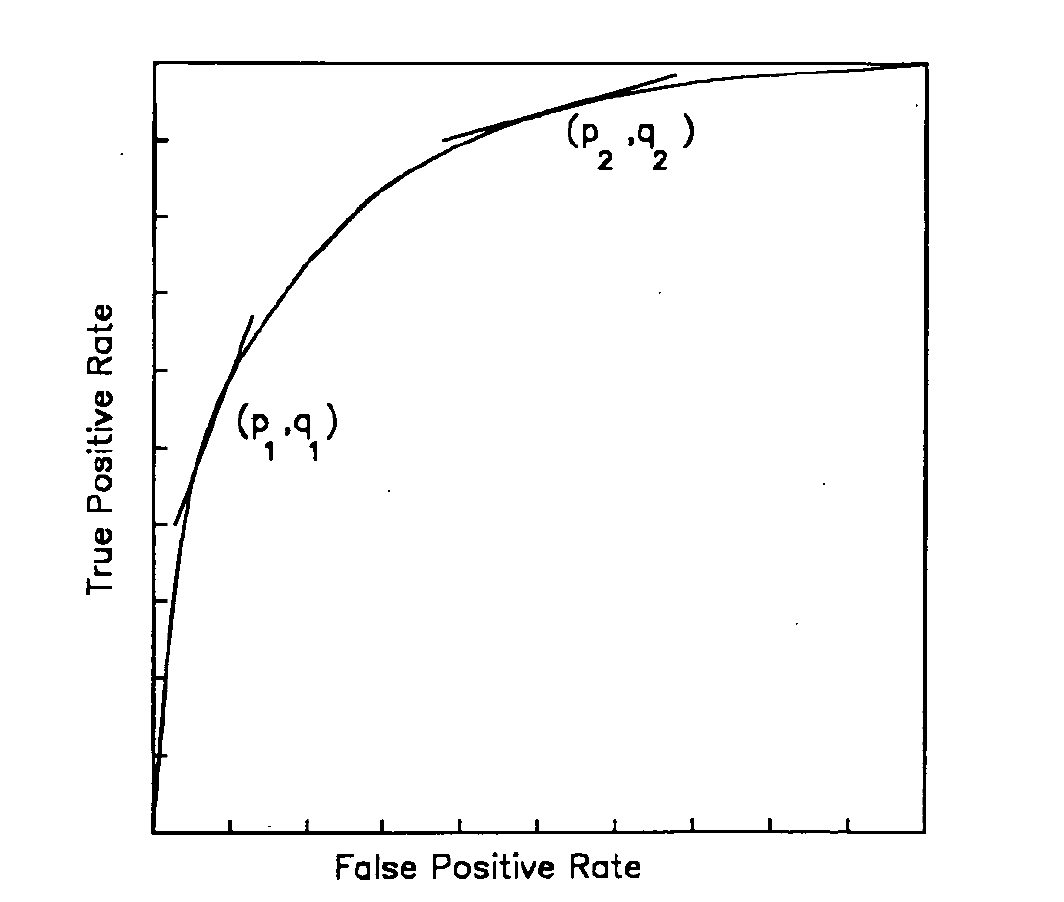 (p₂,q₂)
(p₁,q₁)
True Positive Rate
False Positive Rate